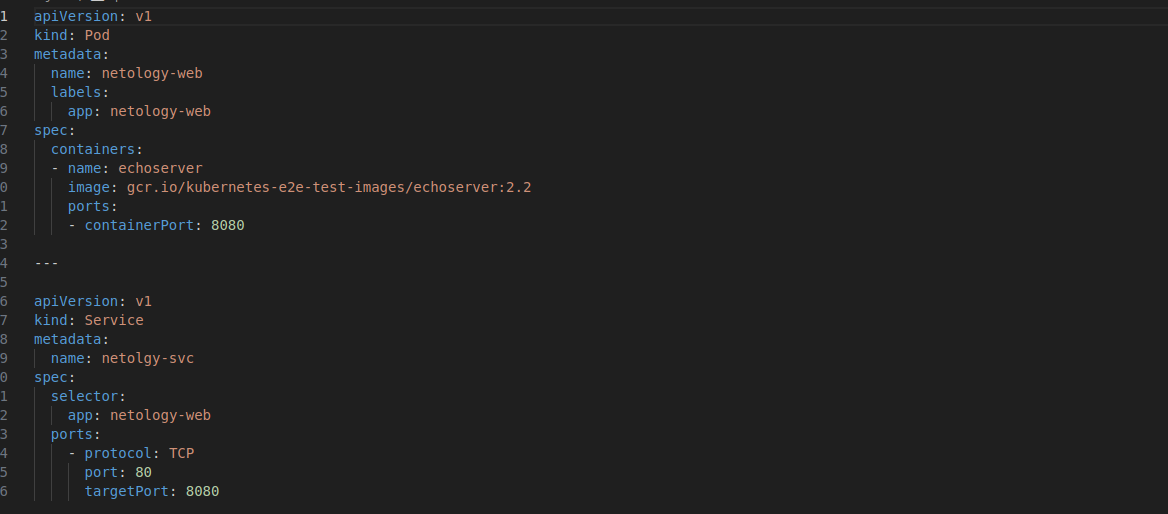 1 apiVersion: v1
2 kind: Pod
3 metadata:
4   name: netology-web
5   labels:
6     app: netology-web
7 spec:
8   containers:
9   - name: echoserver
0     image: gcr.io/kubernetes-e2e-test-images/echoserver:2.2
1     ports:
2     - containerPort: 8080
3
4 ---
5
6 apiVersion: v1
7 kind: Service
8 metadata:
9   name: netolgy-svc
0 spec:
1   selector:
2     app: netology-web
3   ports:
4     - protocol: TCP
5       port: 80
6       targetPort: 8080